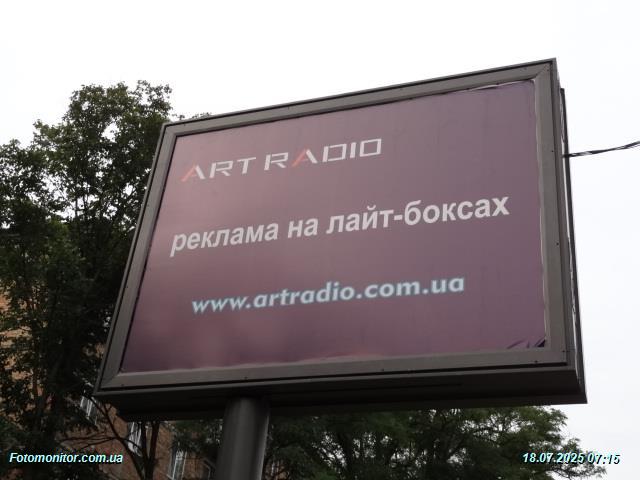 ART RADIO
реклама на лайт-боксах
www.artradio.com.ua
Fotomonitor.com.ua
18.07.2025 07:15